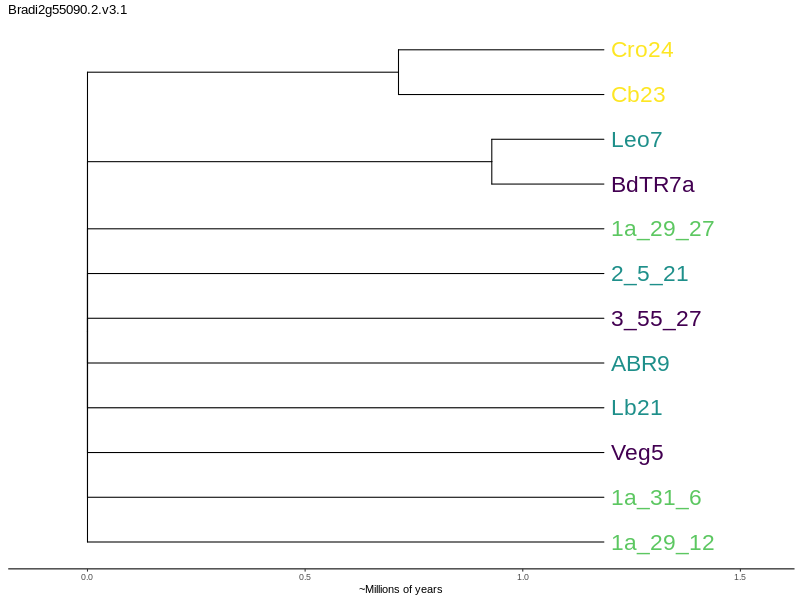 Bradi2g55090.2.v3.1
Cro24
Cb23
Leo7
BdTR7a
1a_29_27
2_5_21
3_55_27
ABR9
Lb21
Veg5
1a_31_6
1a_29_12
0.0 0.5 1.0 1.5
~Millions of years